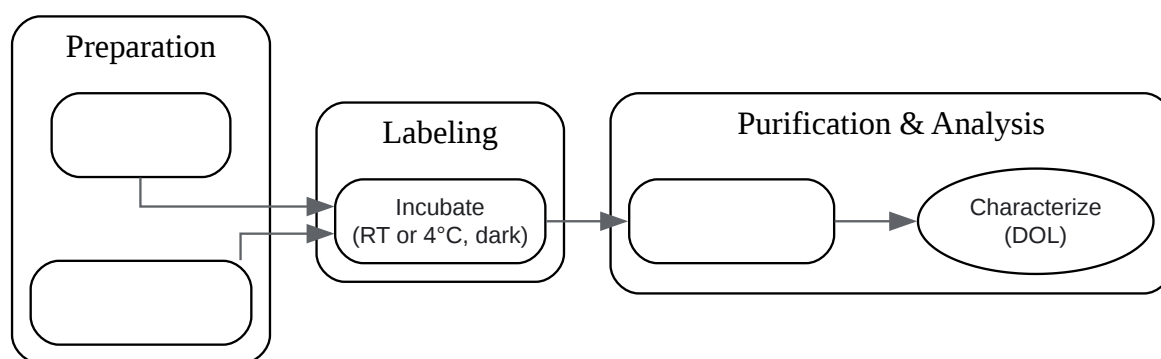 Preparation
Labeling
Incubate
(RT or 4°C, dark)
Purification & Analysis
Characterize
(DOL)